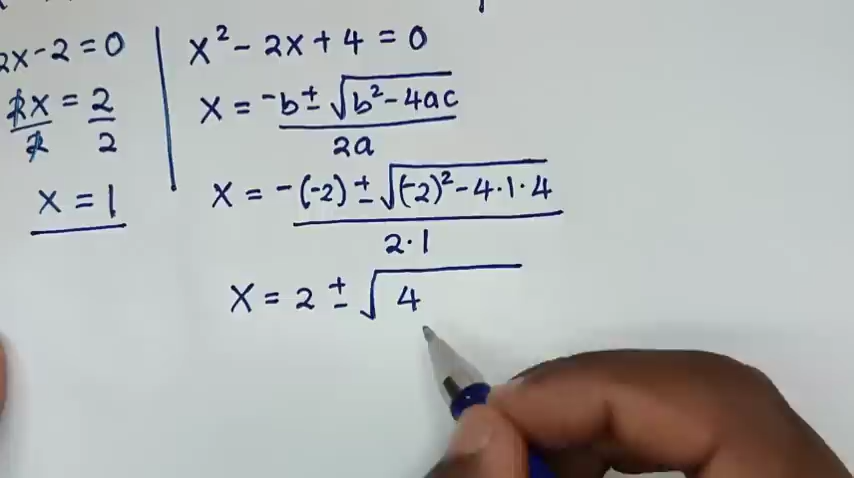 2x - 2 = 0
2x/2 = 2/2
x = 1
x² - 2x + 4 = 0
x = -b ± √(b² - 4ac) / 2a
x = -(-2) ± √((-2)² - 4·1·4) / 2·1
x = 2 ± √4